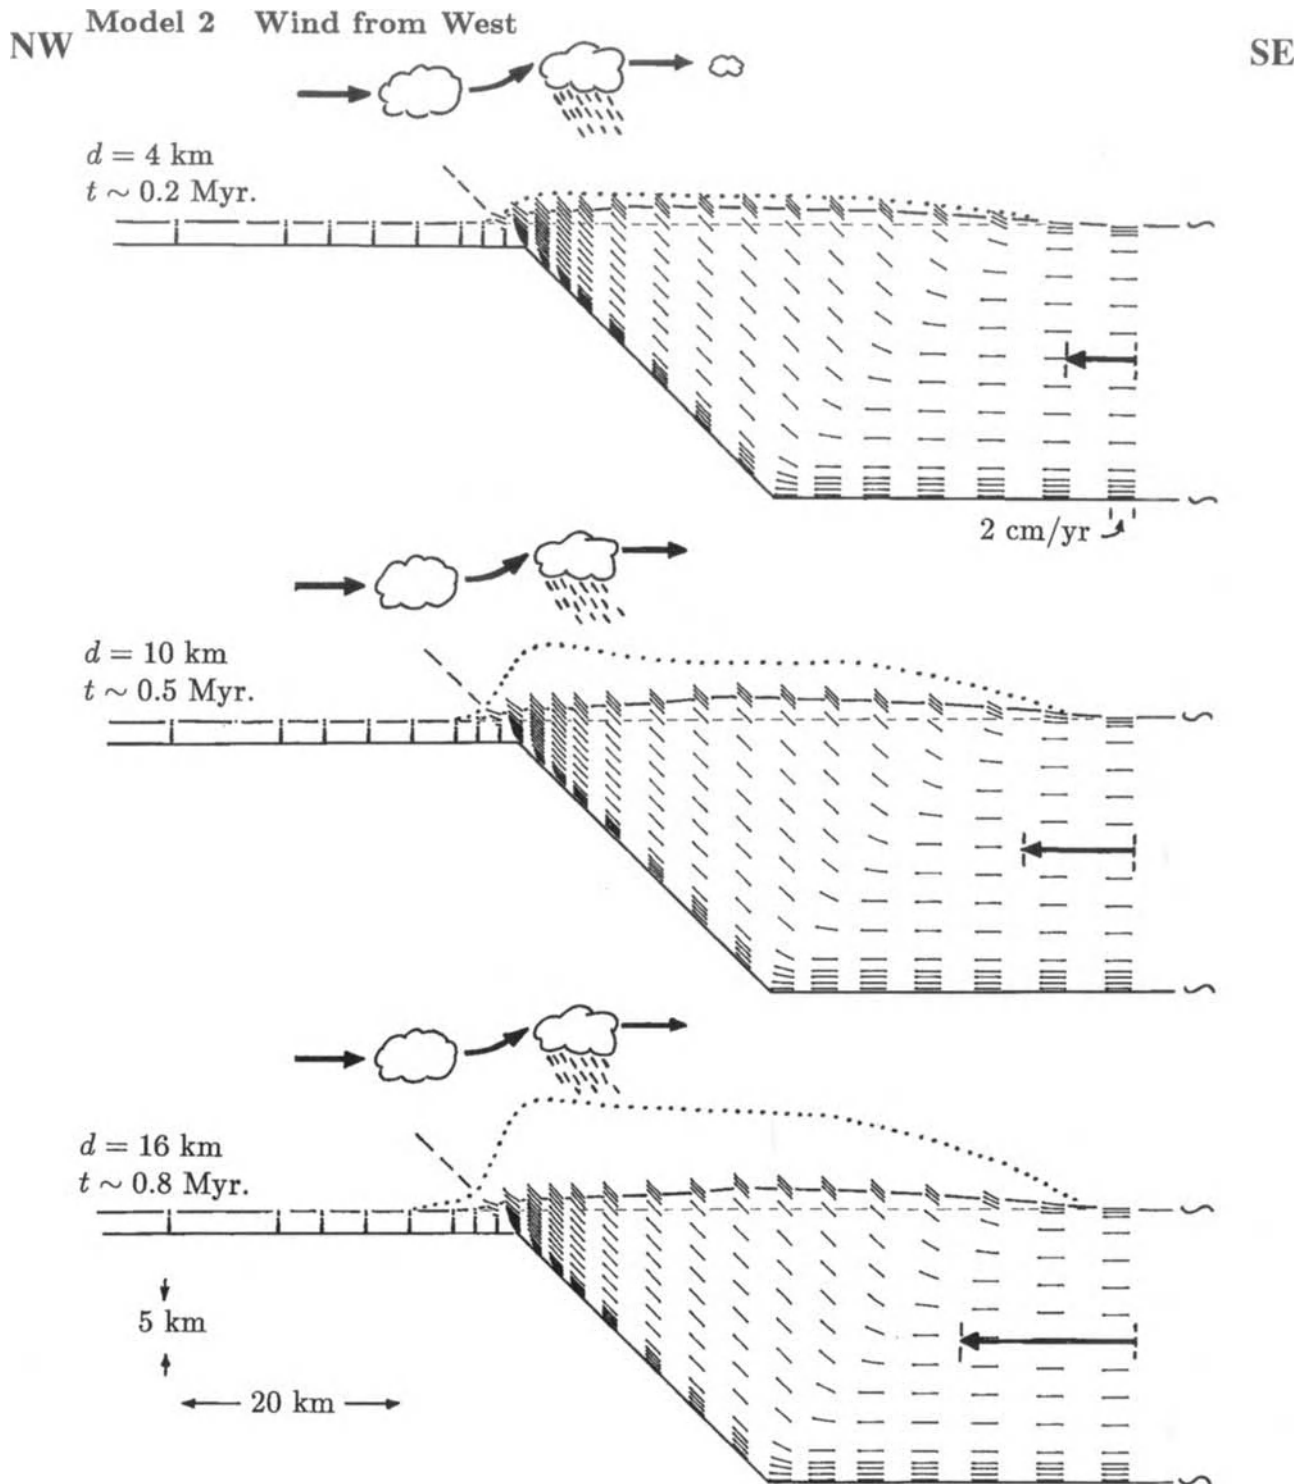 Model 2 Wind from West
NW
SE
d = 4 km
t ~ 0.2 Myr.
2 cm/yr
d = 10 km
t ~ 0.5 Myr.
d = 16 km
t ~ 0.8 Myr.
5 km
20 km